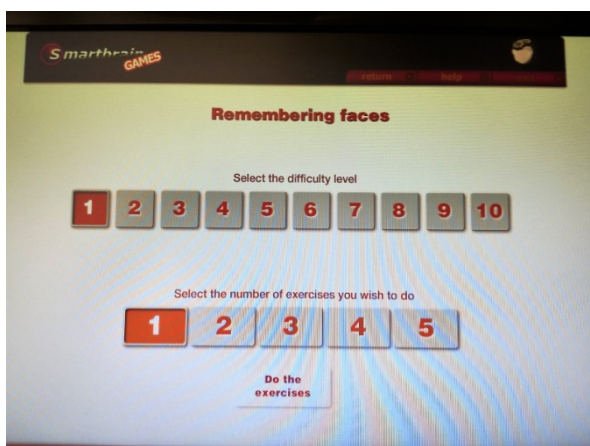 Smartbrain
GAMES
return help
Remembering faces
Select the difficulty level
1 2 3 4 5 6 7 8 9 10
Select the number of exercises you wish to do
1 2 3 4 5
Do the
exercises